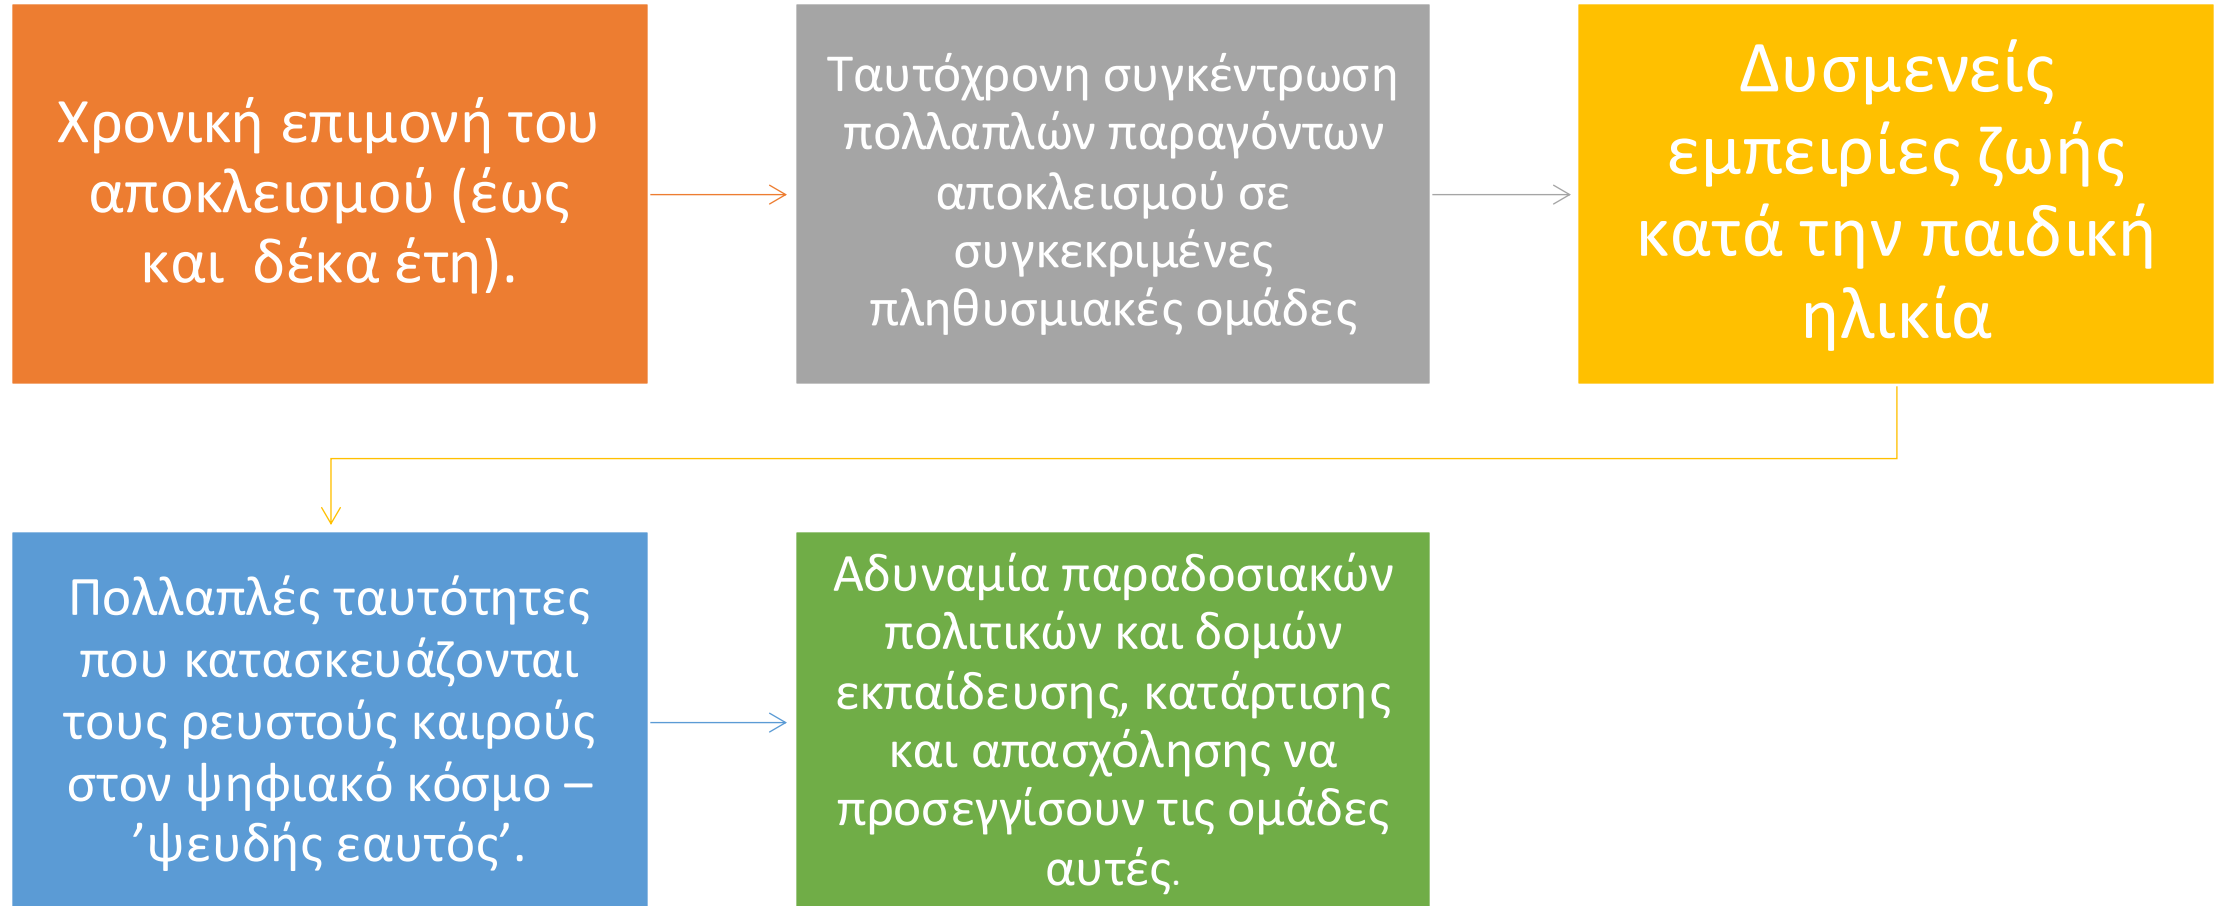 Χρονική επιμονή του
αποκλεισμού (έως
και  δέκα έτη).
Ταυτόχρονη συγκέντρωση
πολλαπλών παραγόντων
αποκλεισμού σε
συγκεκριμένες
πληθυσμιακές ομάδες
Δυσμενείς
εμπειρίες ζωής
κατά την παιδική
ηλικία
Πολλαπλές ταυτότητες
που κατασκευάζονται
τους ρευστούς καιρούς
στον ψηφιακό κόσμο –
’ψευδής εαυτός’.
Αδυναμία παραδοσιακών
πολιτικών και δομών
εκπαίδευσης, κατάρτισης
και απασχόλησης να
προσεγγίσουν τις ομάδες
αυτές.